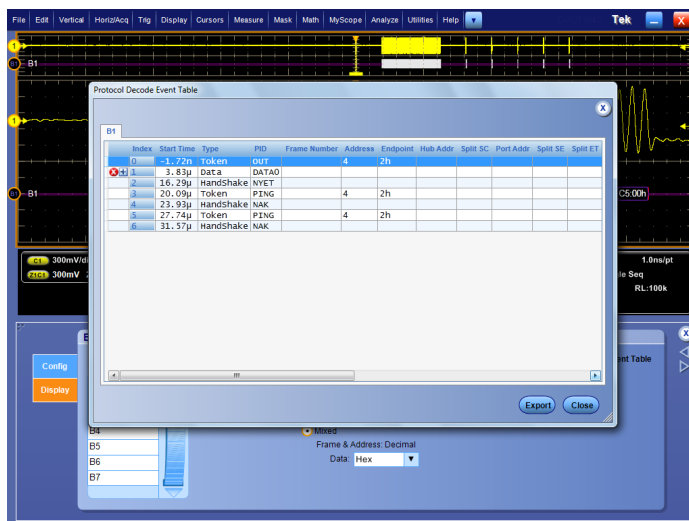 File Edit Vertical Horiz/Acq Trig Display Cursors Measure Mask Math MyScope Analyze Utilities Help Tek X
1
B1 B1
Protocol Decode Event Table
X
B1
1
Index Start Time Type PID Frame Number Address Endpoint Hub Addr Split SC Port Addr Split SE Split ET
0 -1.72n Token OUT 4 2h
1 3.83µ Data DATA0
2 16.29µ HandShake NYET
3 20.09µ Token PING 4 2h
4 23.93µ HandShake NAK
5 27.74µ Token PING 4 2h
6 31.57µ HandShake NAK
B1 B1
C5:00h
C1 300mV/di
1.0ns/pt
Z1C1 300mV
le Seq
RL:100k
X
ent Table
Config
Display
Export Close
B4
Mixed
B5
Frame & Address: Decimal
B6
Data: Hex
B7